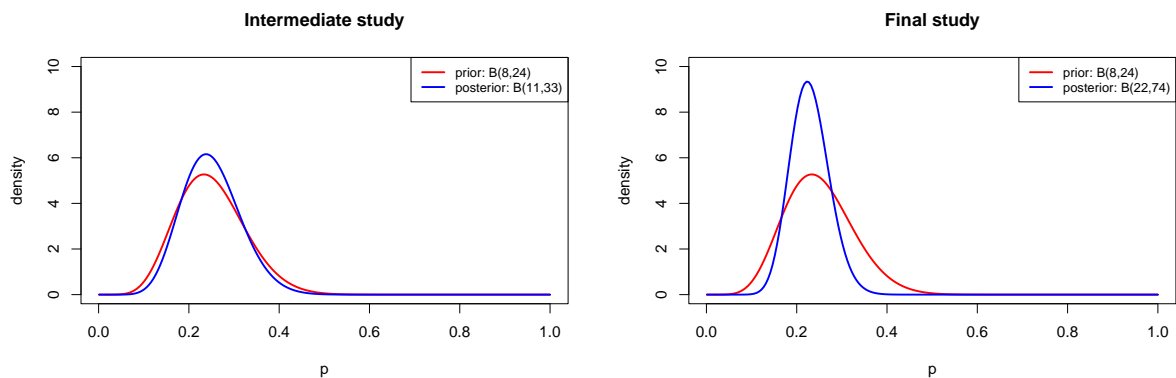 Intermediate study
prior: B(8,24)
posterior: B(11,33)
density
0 2 4 6 8 10
0.0 0.2 0.4 0.6 0.8 1.0
p
Final study
prior: B(8,24)
posterior: B(22,74)
density
0 2 4 6 8 10
0.0 0.2 0.4 0.6 0.8 1.0
p